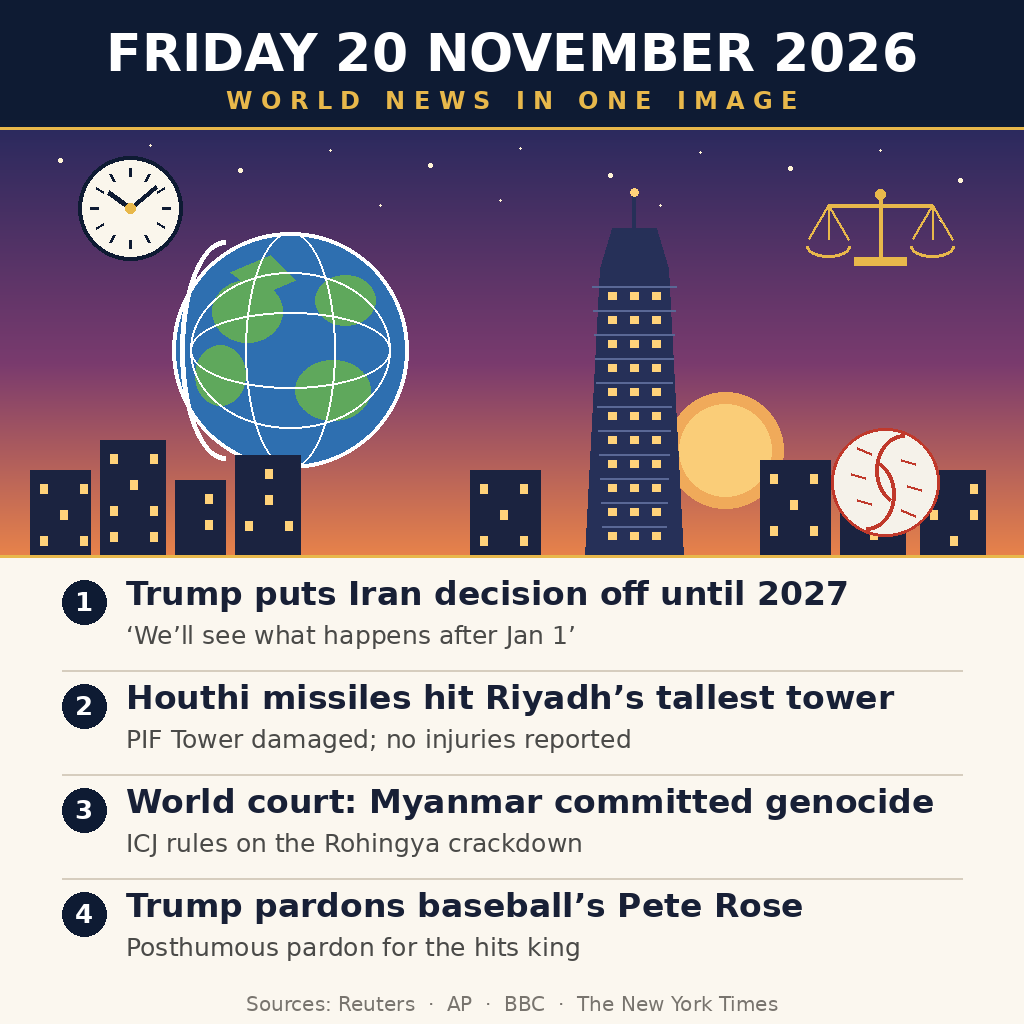 FRIDAY 20 NOVEMBER 2026
WORLD NEWS IN ONE IMAGE
1 Trump puts Iran decision off until 2027
‘We’ll see what happens after Jan 1’
2 Houthi missiles hit Riyadh’s tallest tower
PIF Tower damaged; no injuries reported
3 World court: Myanmar committed genocide
ICJ rules on the Rohingya crackdown
4 Trump pardons baseball’s Pete Rose
Posthumous pardon for the hits king
Sources: Reuters · AP · BBC · The New York Times